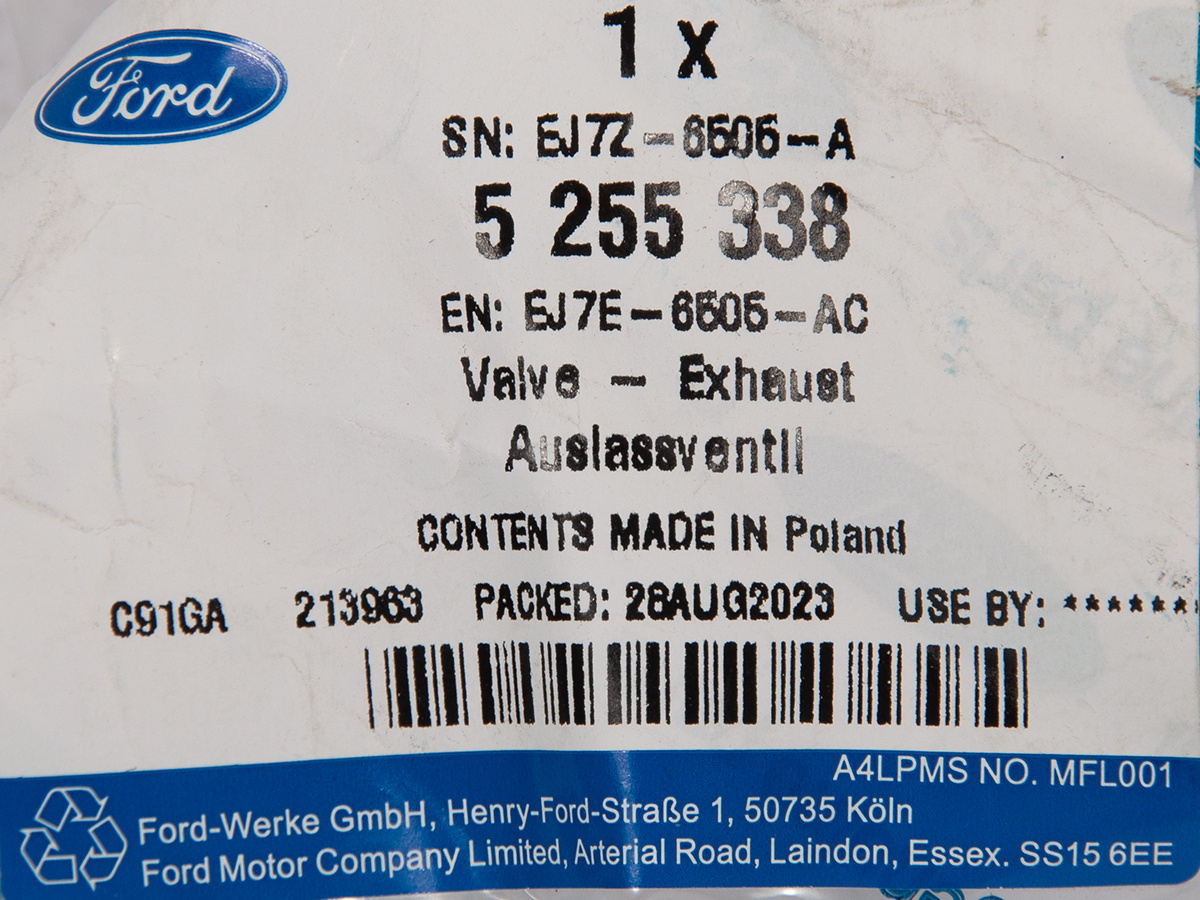 Ford
1 x
SN: EJ7Z-6505-A
5 255 338
EN: EJ7E-6505-AC
Valve - Exhaust
Auslassventil
CONTENTS MADE IN Poland
C91GA 213963 PACKED: 28AUG2023 USE BY: *******
A4LPMS NO. MFL001
Ford-Werke GmbH, Henry-Ford-Straße 1, 50735 Köln
Ford Motor Company Limited, Arterial Road, Laindon, Essex. SS15 6EE